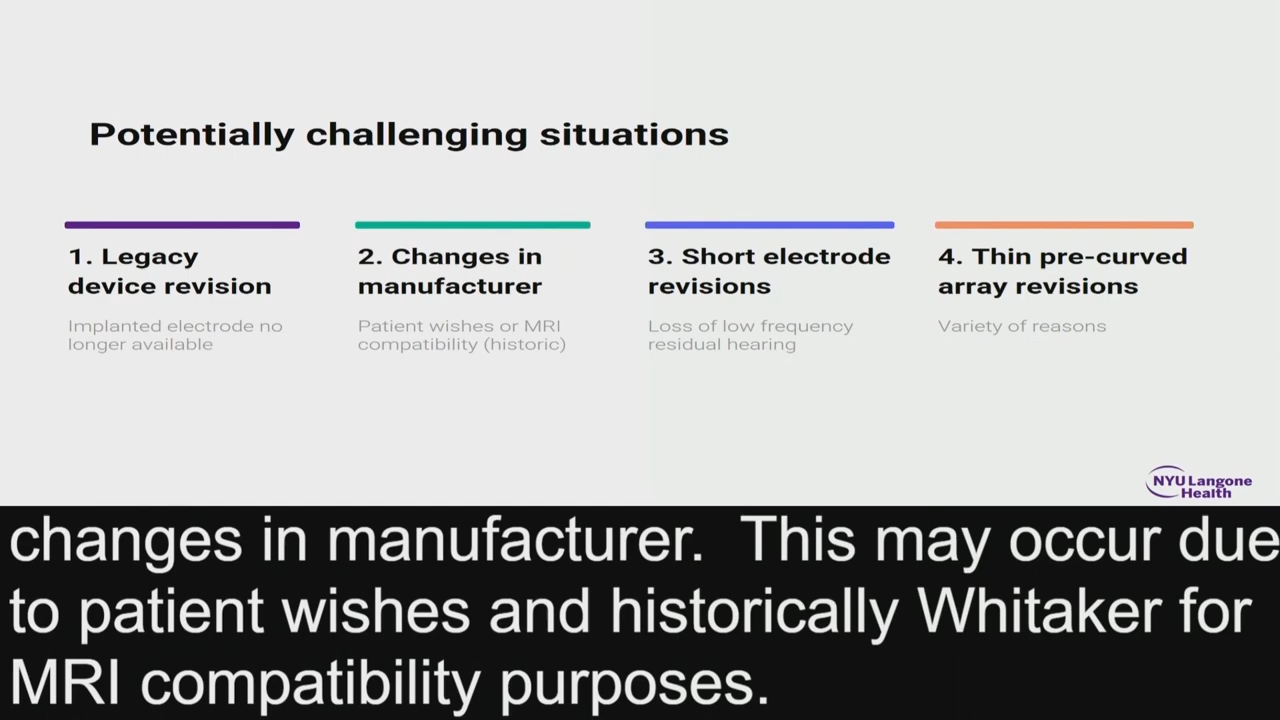 Potentially challenging situations
1. Legacy
device revision
Implanted electrode no
longer available
2. Changes in
manufacturer
Patient wishes or MRI
compatibility (historic)
3. Short electrode
revisions
Loss of low frequency
residual hearing
4. Thin pre-curved
array revisions
Variety of reasons
NYU Langone
Health
changes in manufacturer.  This may occur due
to patient wishes and historically Whitaker for
MRI compatibility purposes.